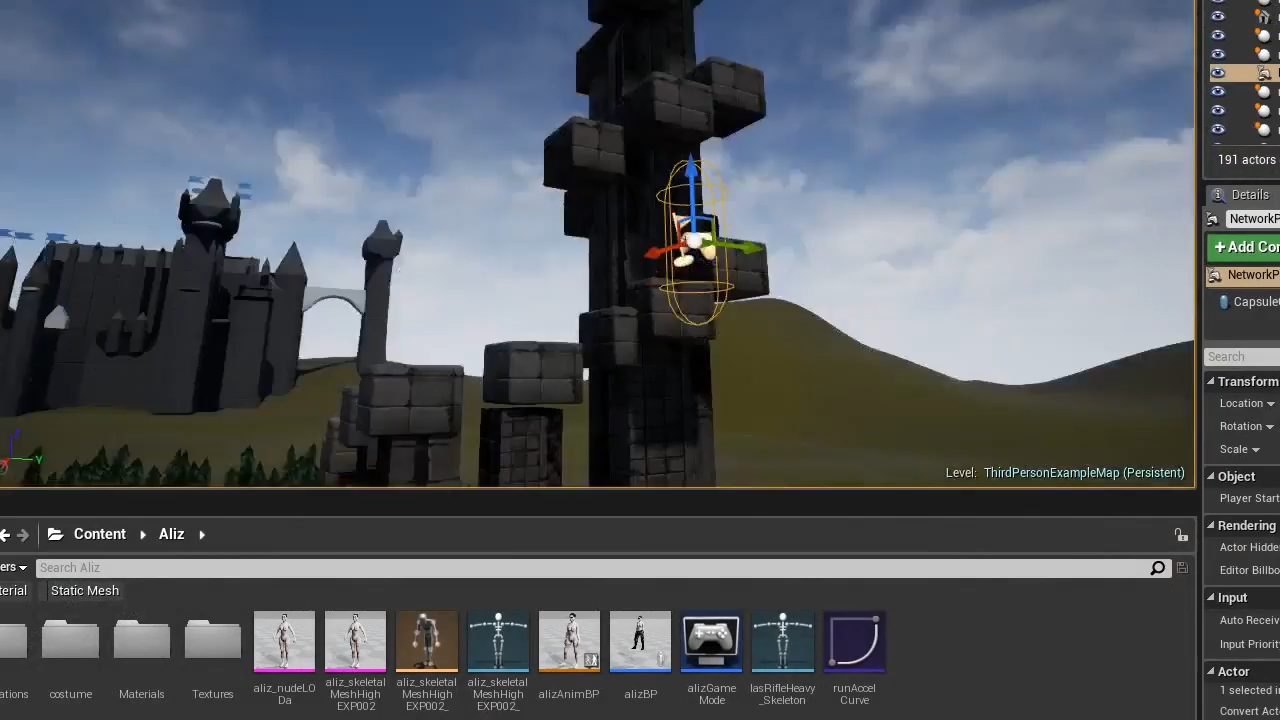 191 actors
Details
NetworkP
+Add Co
NetworkP
Capsule
Search
Transform
Location
Rotation
Scale
Level: ThirdPersonExampleMap (Persistent)
Object
Player Start
Rendering
Actor Hidde
Editor Billbo
Input
Auto Receiv
Input Priorit
Actor
1 selected i
Convert Act
Content
Aliz
ers
Search Aliz
terial
Static Mesh
ations
costume
Materials
Textures
aliz_nudeLO
Da
aliz_skeletal
MeshHigh
EXP002
aliz_skeletal
MeshHigh
EXP002_
aliz_skeletal
MeshHigh
EXP002_
alizAnimBP
alizBP
alizGame
Mode
lasRifleHeavy
_Skeleton
runAccel
Curve
Y